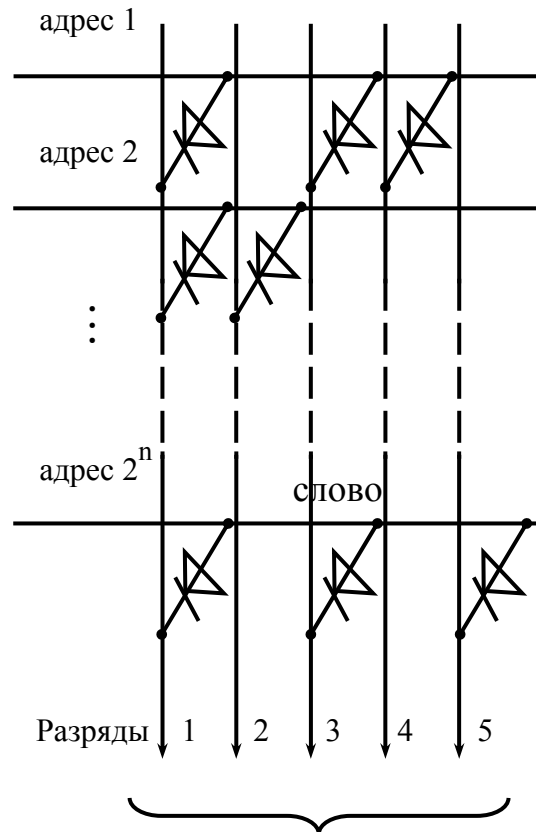 адрес 1
адрес 2
⋮
адрес 2ⁿ
слово
Разряды 1 2 3 4 5